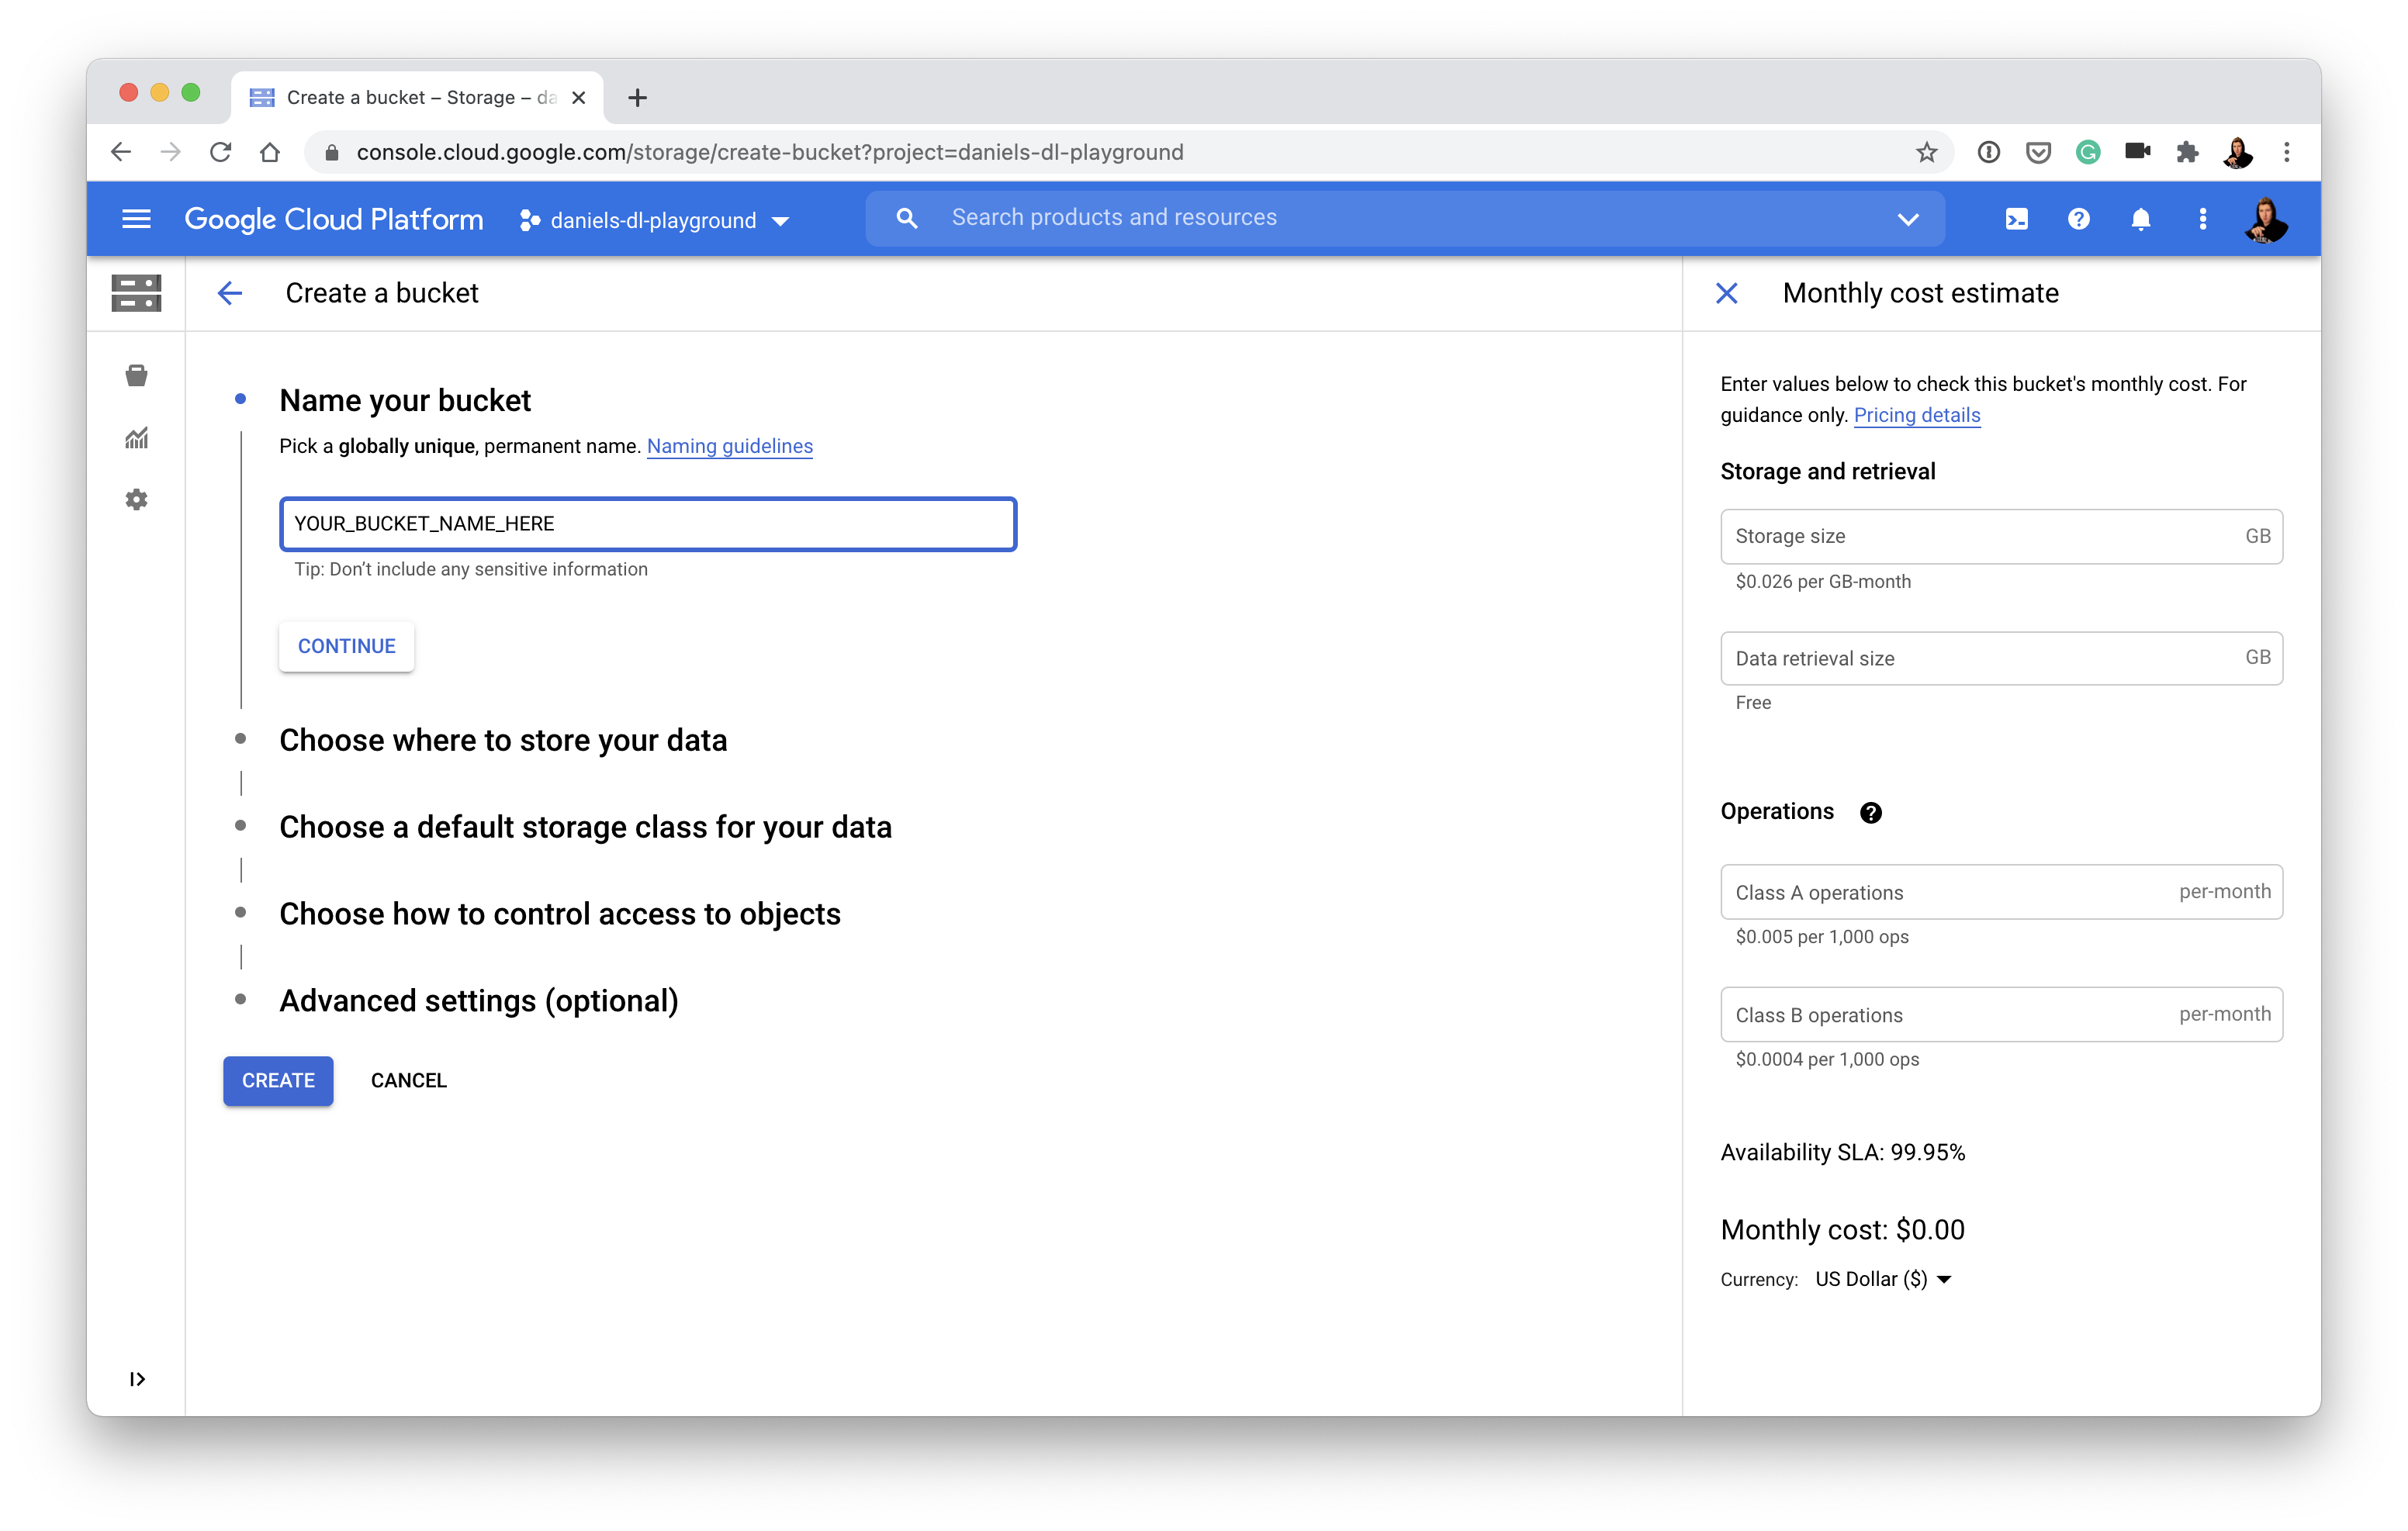 Create a bucket – Storage – da
console.cloud.google.com/storage/create-bucket?project=daniels-dl-playground
Google Cloud Platform
daniels-dl-playground
Search products and resources
Create a bucket
Name your bucket
Pick a globally unique, permanent name. Naming guidelines
YOUR_BUCKET_NAME_HERE
Tip: Don't include any sensitive information
CONTINUE
Choose where to store your data
Choose a default storage class for your data
Choose how to control access to objects
Advanced settings (optional)
CREATE CANCEL
Monthly cost estimate
Enter values below to check this bucket's monthly cost. For
guidance only. Pricing details
Storage and retrieval
Storage size GB
$0.026 per GB-month
Data retrieval size GB
Free
Operations
Class A operations per-month
$0.005 per 1,000 ops
Class B operations per-month
$0.0004 per 1,000 ops
Availability SLA: 99.95%
Monthly cost: $0.00
Currency: US Dollar ($)